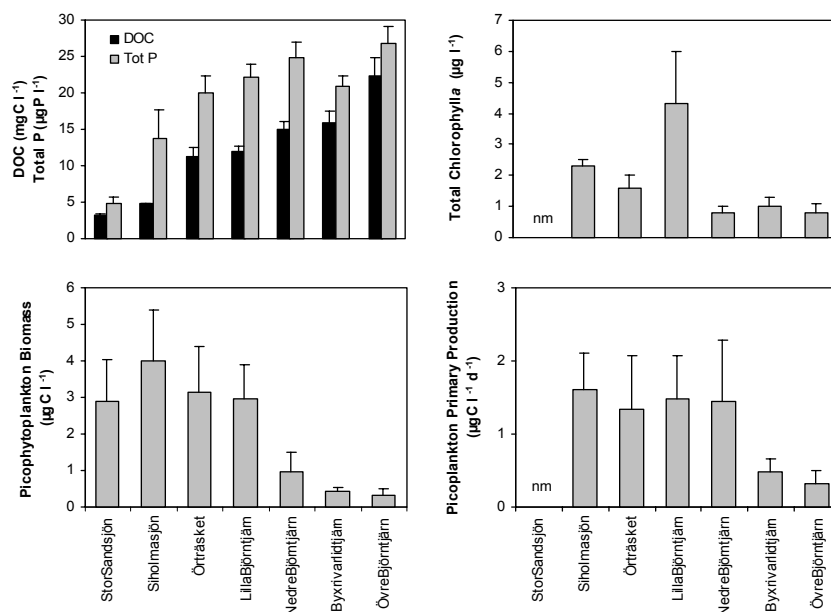 DOC (mgC l⁻¹)
Total P (µgP l⁻¹)
30
25
20
15
10
5
0
DOC
Tot P
Total Chlorophyll a (µg l⁻¹)
7
6
5
4
3
2
1
0
nm
Picophytoplankton Biomass
(µgC l⁻¹)
6
5
4
3
2
1
0
StorSandsjön
Siholmasjön
Örträsket
LillaBjörntjärn
NedreBjörntjärn
Byxrivaridtjärn
ÖvreBjörntjärn
Picoplankton Primary Production
(µgC l⁻¹ d⁻¹)
3
2
1
0
nm
StorSandsjön
Siholmasjön
Örträsket
LillaBjörntjärn
NedreBjörntjärn
Byxrivaridtjärn
ÖvreBjörntjärn